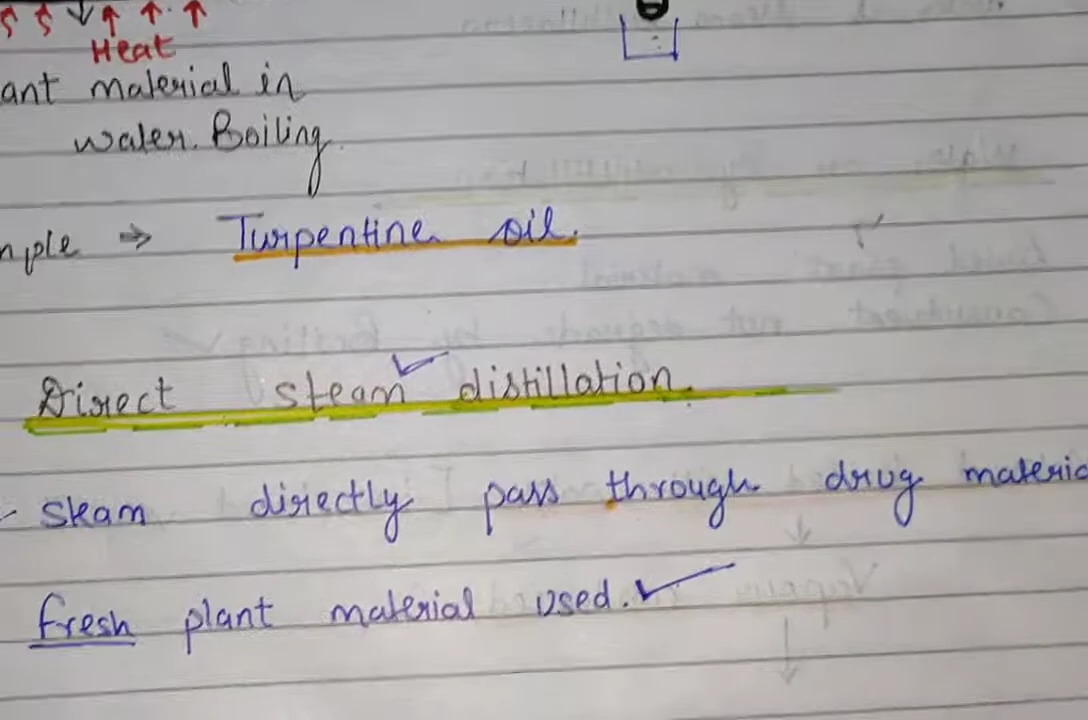 Heat
ant material in
water. Boiling.
mple ⇒ Turpentine oil.
Direct steam distillation.
steam directly pass through drug materia
fresh plant material used.